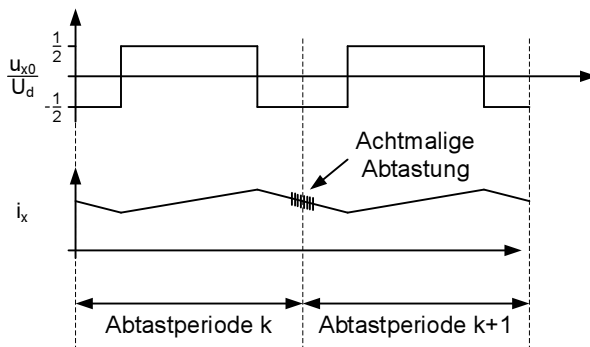 1/2
u_x0/U_d
-1/2
Achtmalige
Abtastung
i_x
Abtastperiode k
Abtastperiode k+1